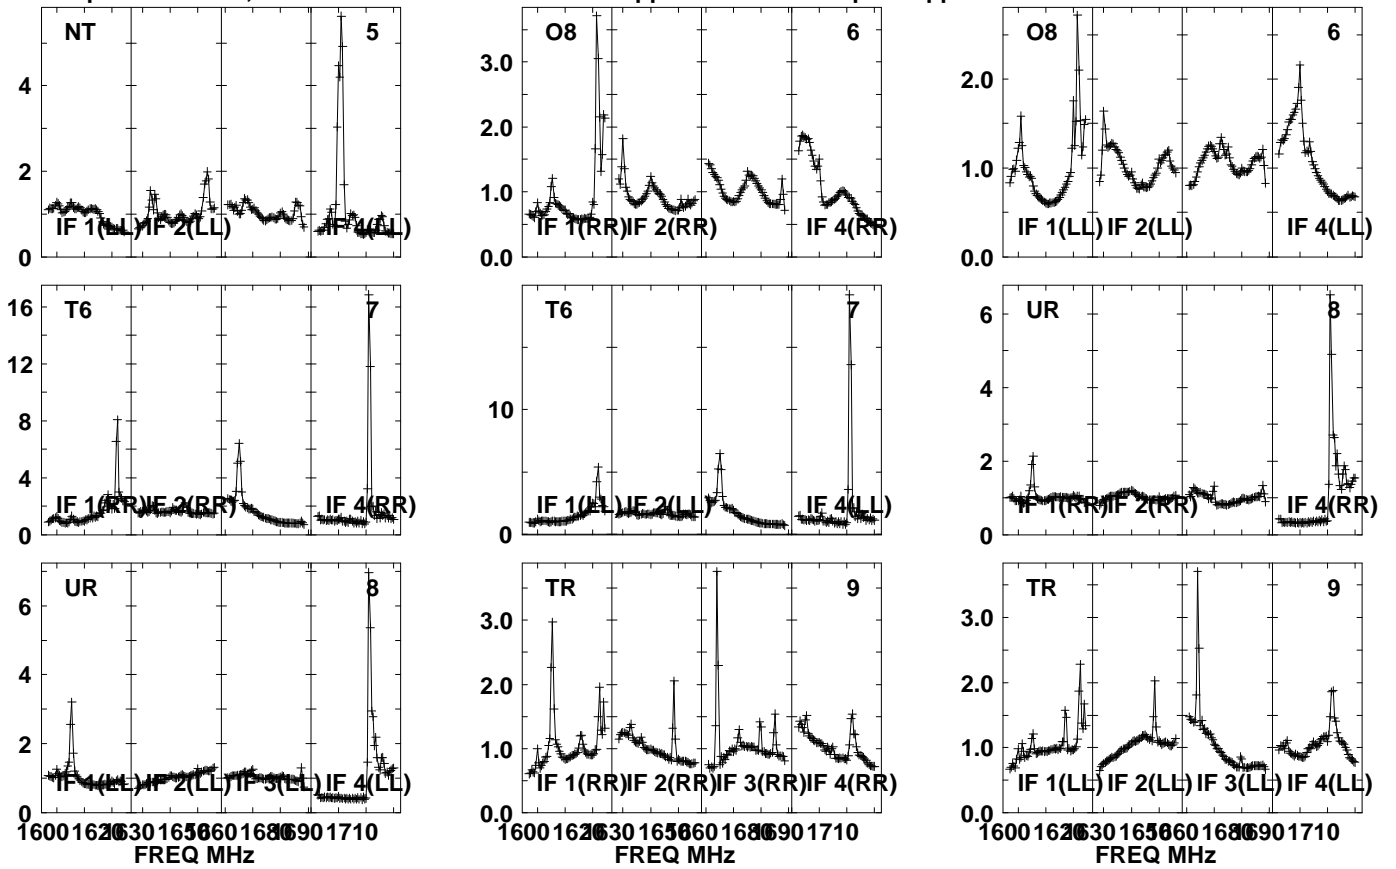 NT 5
4
2
0
IF 1(LL) IF 2(LL) IF 4(LL)
O8 6
3.0
2.0
1.0
0.0
IF 1(RR) IF 2(RR) IF 4(RR)
O8 6
2.0
1.0
0.0
IF 1(LL) IF 2(LL) IF 4(LL)
T6 7
16
12
8
4
0
IF 1(RR) IF 2(RR) IF 4(RR)
T6 7
10
0
IF 1(LL) IF 2(LL) IF 4(LL)
UR 8
6
4
2
0
IF 1(RR) IF 2(RR) IF 4(RR)
UR 8
6
4
2
0
IF 1(LL) IF 2(LL) IF 3(LL) IF 4(LL)
1600 1620 1630 1650 1660 1680 1690 1710
FREQ MHz
TR 9
3.0
2.0
1.0
0.0
IF 1(RR) IF 2(RR) IF 3(RR) IF 4(RR)
1600 1620 1630 1650 1660 1680 1690 1710
FREQ MHz
TR 9
3.0
2.0
1.0
0.0
IF 1(LL) IF 2(LL) IF 3(LL) IF 4(LL)
1600 1620 1630 1650 1660 1680 1690 1710
FREQ MHz